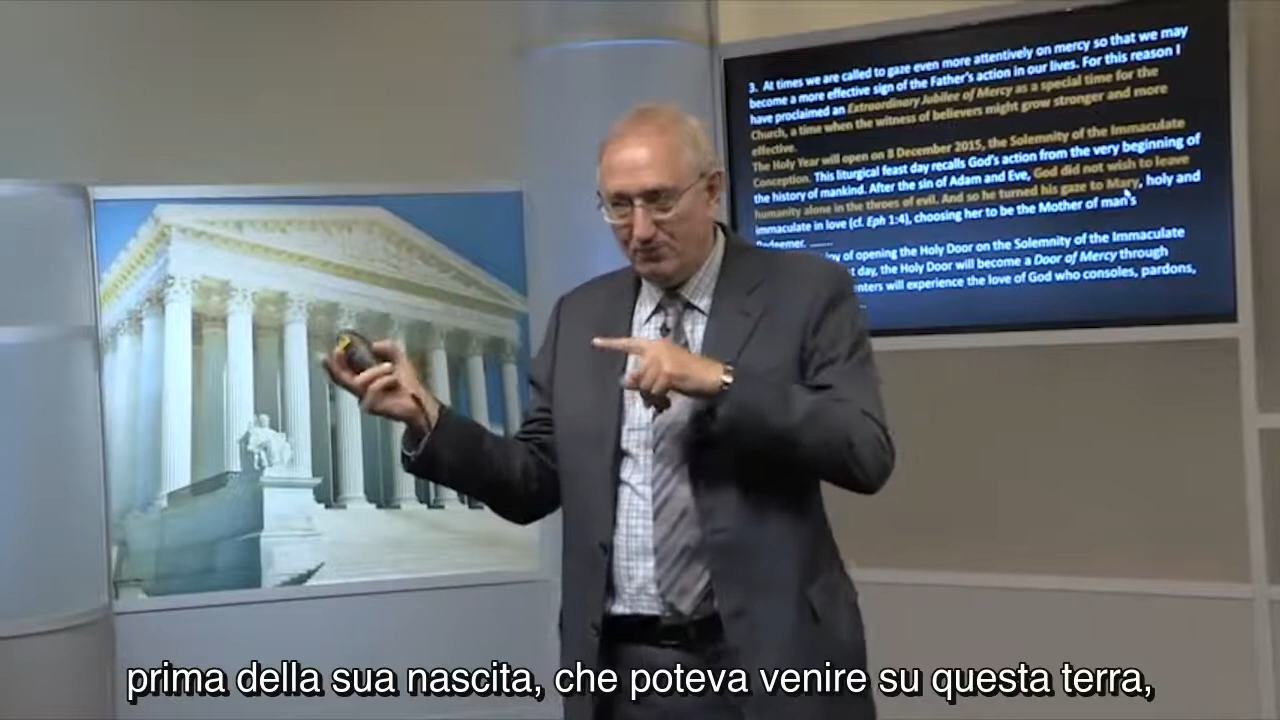 3. At times we are called to gaze even more attentively on mercy so that we may
become a more effective sign of the Father's action in our lives. For this reason I
have proclaimed an Extraordinary Jubilee of Mercy as a special time for the
Church, a time when the witness of believers might grow stronger and more
effective.
The Holy Year will open on 8 December 2015, the Solemnity of the Immaculate
Conception. This liturgical feast day recalls God's action from the very beginning of
the history of mankind. After the sin of Adam and Eve, God did not wish to leave
humanity alone in the throes of evil. And so he turned his gaze to Mary, holy and
immaculate in love (cf. Eph 1:4), choosing her to be the Mother of man's
Redeemer. ......
of opening the Holy Door on the Solemnity of the Immaculate
day, the Holy Door will become a Door of Mercy through
enters will experience the love of God who consoles, pardons,
prima della sua nascita, che poteva venire su questa terra,